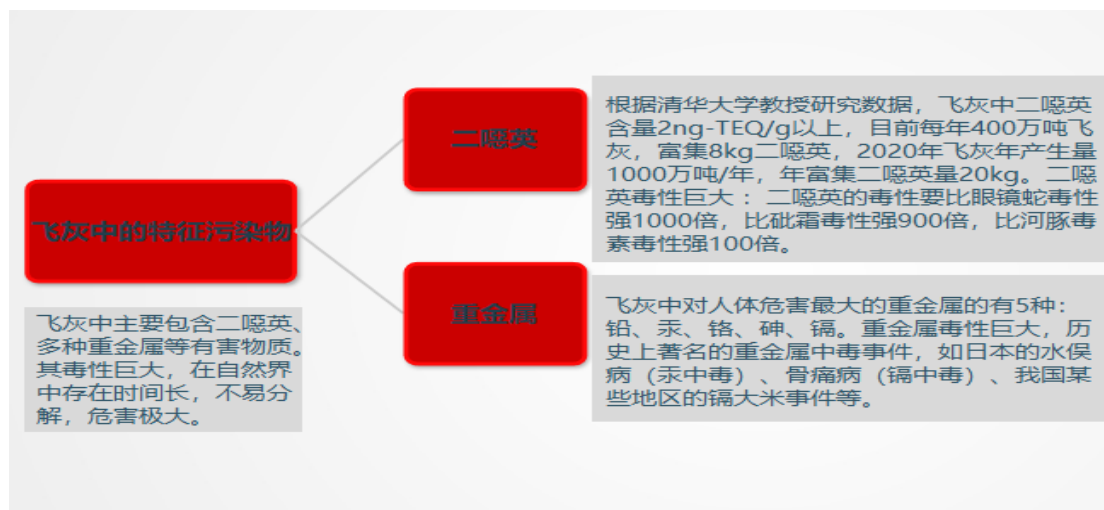 飞灰中的特征污染物
飞灰中主要包含二噁英、
多种重金属等有害物质。
其毒性巨大，在自然界
中存在时间长，不易分
解，危害极大。
二噁英
根据清华大学教授研究数据，飞灰中二噁英
含量2ng-TEQ/g以上，目前每年400万吨飞
灰，富集8kg二噁英，2020年飞灰年产生量
1000万吨/年，年富集二噁英量20kg。二噁
英毒性巨大：二噁英的毒性要比眼镜蛇毒性
强1000倍，比砒霜毒性强900倍，比河豚毒
素毒性强100倍。
重金属
飞灰中对人体危害最大的重金属的有5种：
铅、汞、铬、砷、镉。重金属毒性巨大，历
史上著名的重金属中毒事件，如日本的水俣
病（汞中毒）、骨痛病（镉中毒）、我国某
些地区的镉大米事件等。